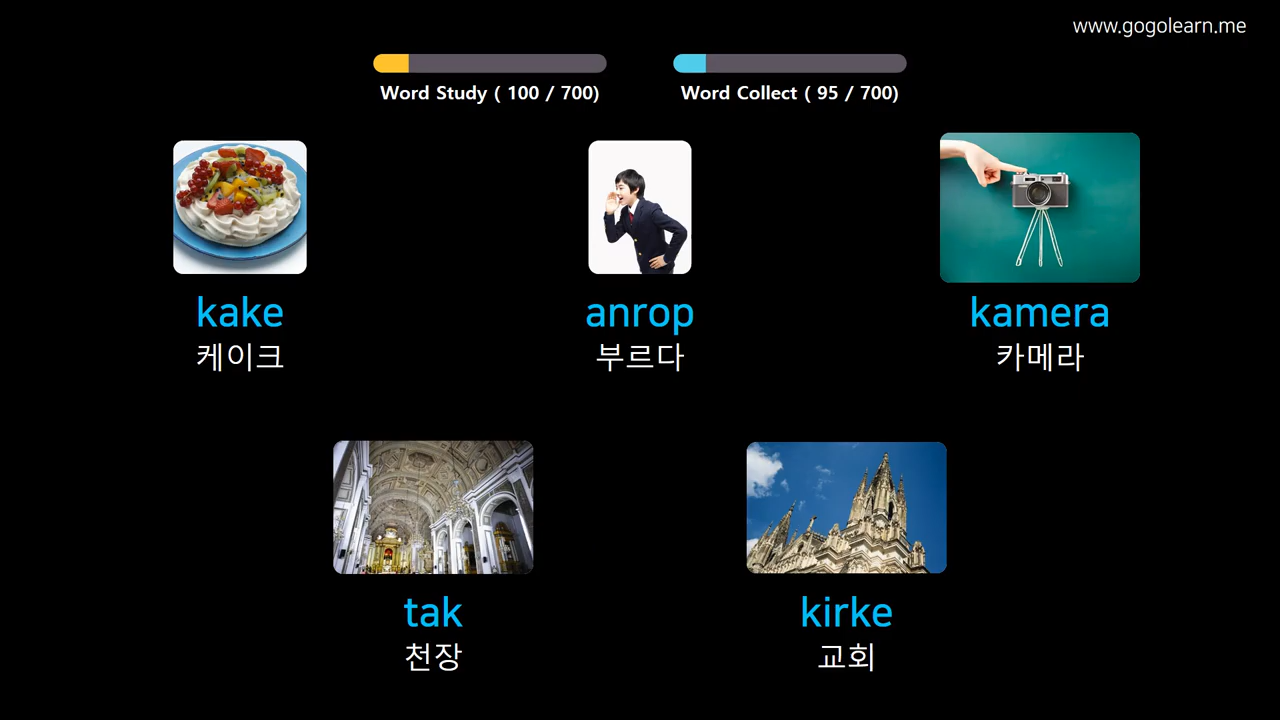 www.gogolearn.me
Word Study ( 100 / 700)
Word Collect ( 95 / 700)
kake
케이크
anrop
부르다
kamera
카메라
tak
천장
kirke
교회